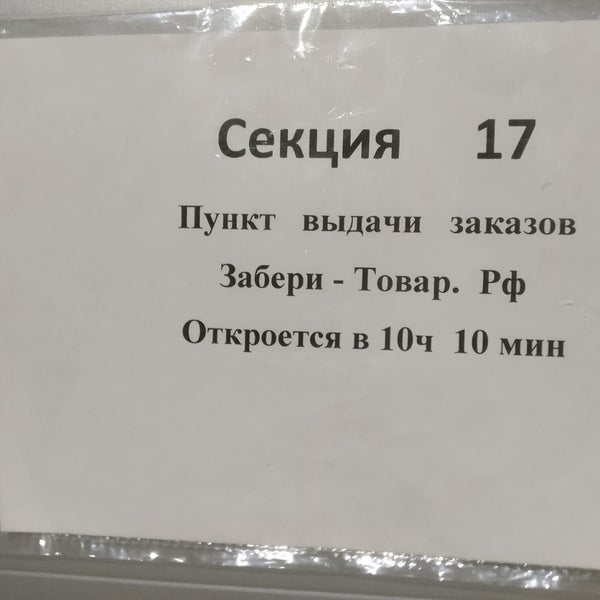 Секция 17
Пункт выдачи заказов
Забери - Товар. Рф
Откроется в 10ч 10 мин